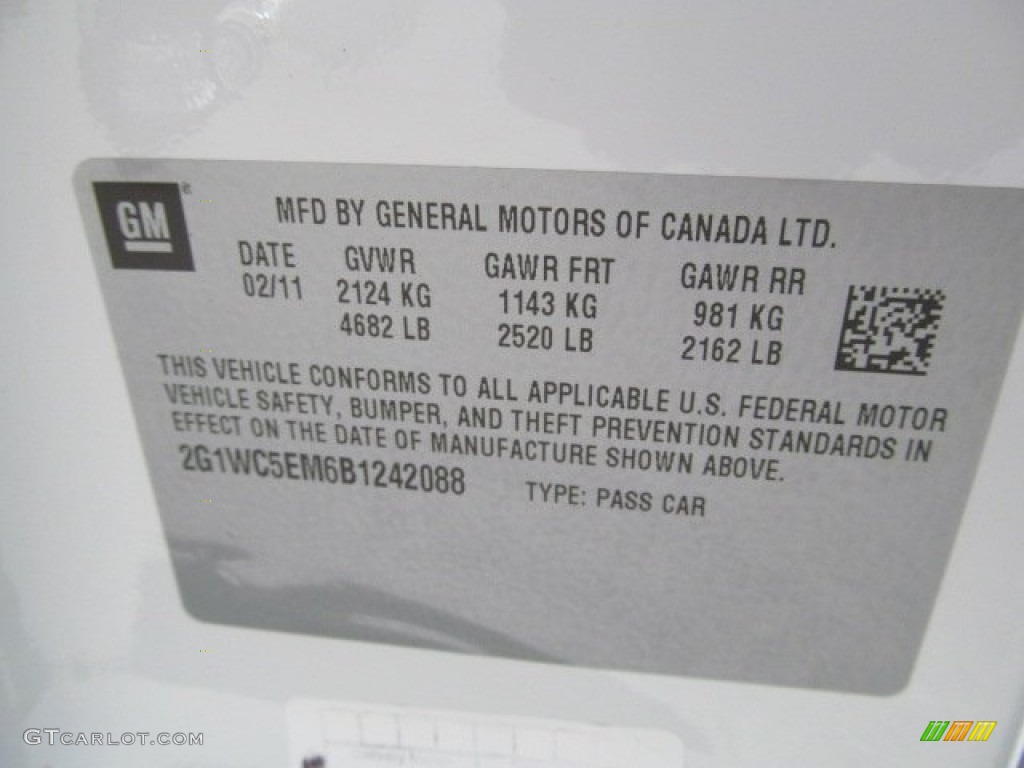 GM
MFD BY GENERAL MOTORS OF CANADA LTD.
DATE GVWR GAWR FRT GAWR RR
02/11 2124 KG 1143 KG 981 KG
4682 LB 2520 LB 2162 LB
THIS VEHICLE CONFORMS TO ALL APPLICABLE U.S. FEDERAL MOTOR
VEHICLE SAFETY, BUMPER, AND THEFT PREVENTION STANDARDS IN
EFFECT ON THE DATE OF MANUFACTURE SHOWN ABOVE.
2G1WC5EM6B1242088 TYPE: PASS CAR
GTCARLOT.COM